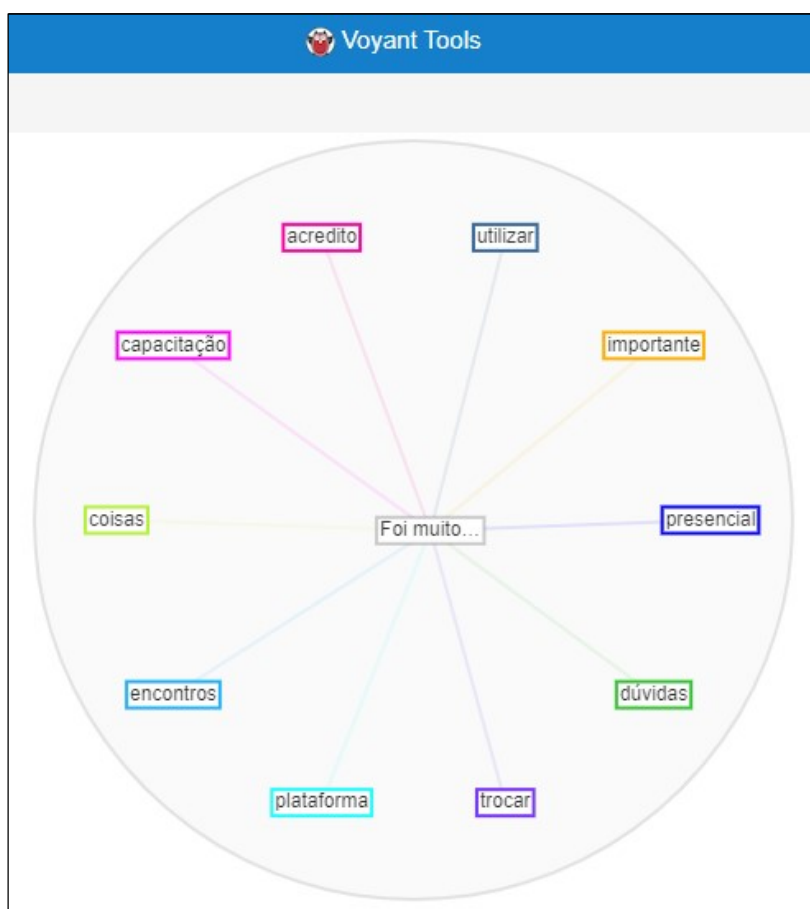 Voyant Tools
acredito
utilizar
capacitação
importante
coisas
Foi muito...
presencial
encontros
dúvidas
plataforma
trocar